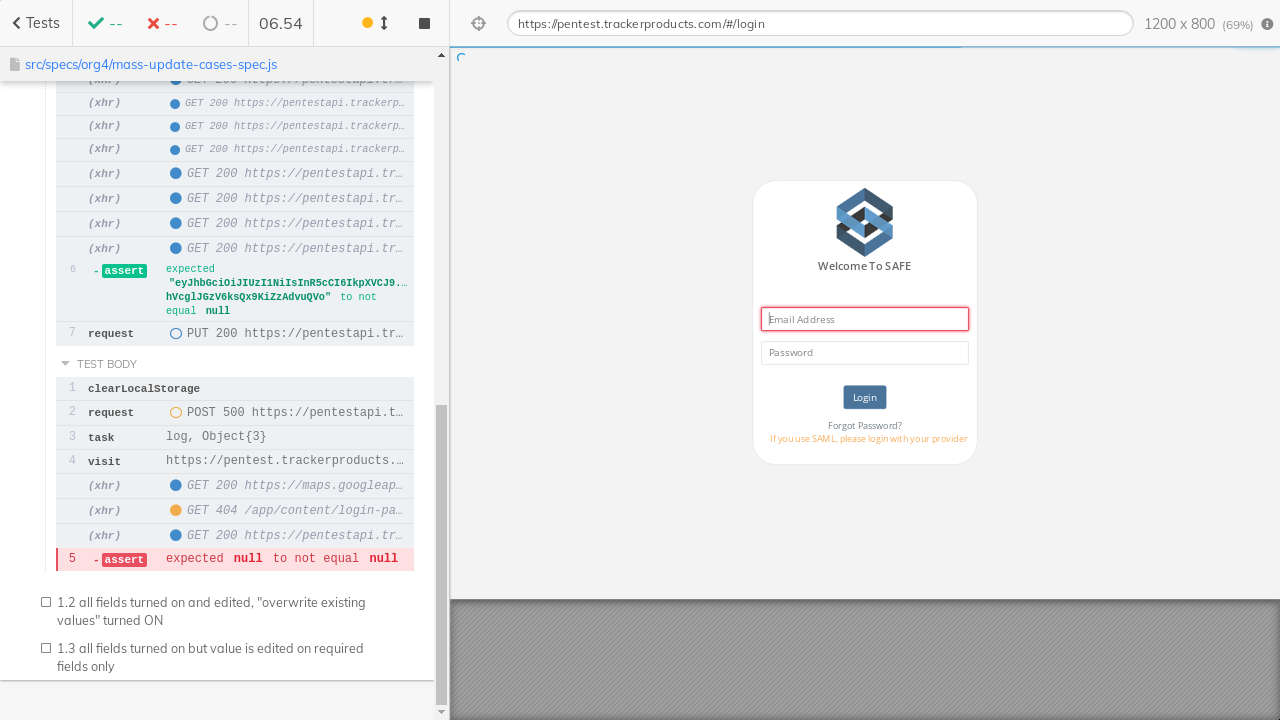 Tests
--
--
--
06.54
https://pentest.trackerproducts.com/#/login
1200 x 800 (69%)
src/specs/org4/mass-update-cases-spec.js
(xhr) GET 200 https://pentestapi.tr…
(xhr) GET 200 https://pentestapi.trackerp…
(xhr) GET 200 https://pentestapi.trackerp…
(xhr) GET 200 https://pentestapi.trackerp…
(xhr) GET 200 https://pentestapi.tr…
(xhr) GET 200 https://pentestapi.tr…
(xhr) GET 200 https://pentestapi.tr…
(xhr) GET 200 https://pentestapi.tr…
6 - assert expected
"eyJhbGciOiJIUzI1NiIsInR5cCI6IkpXVCJ9.…
hVcglJGzV6ksQx9KiZzAdvuQVo" to not
equal null
7 request PUT 200 https://pentestapi.tr…
TEST BODY
1 clearLocalStorage
2 request POST 500 https://pentestapi.t…
3 task log, Object{3}
4 visit https://pentest.trackerproducts.…
(xhr) GET 200 https://maps.googleap…
(xhr) GET 404 /app/content/login-pa…
(xhr) GET 200 https://pentestapi.tr…
5 - assert expected null to not equal null
1.2 all fields turned on and edited, "overwrite existing
values" turned ON
1.3 all fields turned on but value is edited on required
fields only
Welcome To SAFE
Email Address
Password
Login
Forgot Password?
If you use SAML, please login with your provider